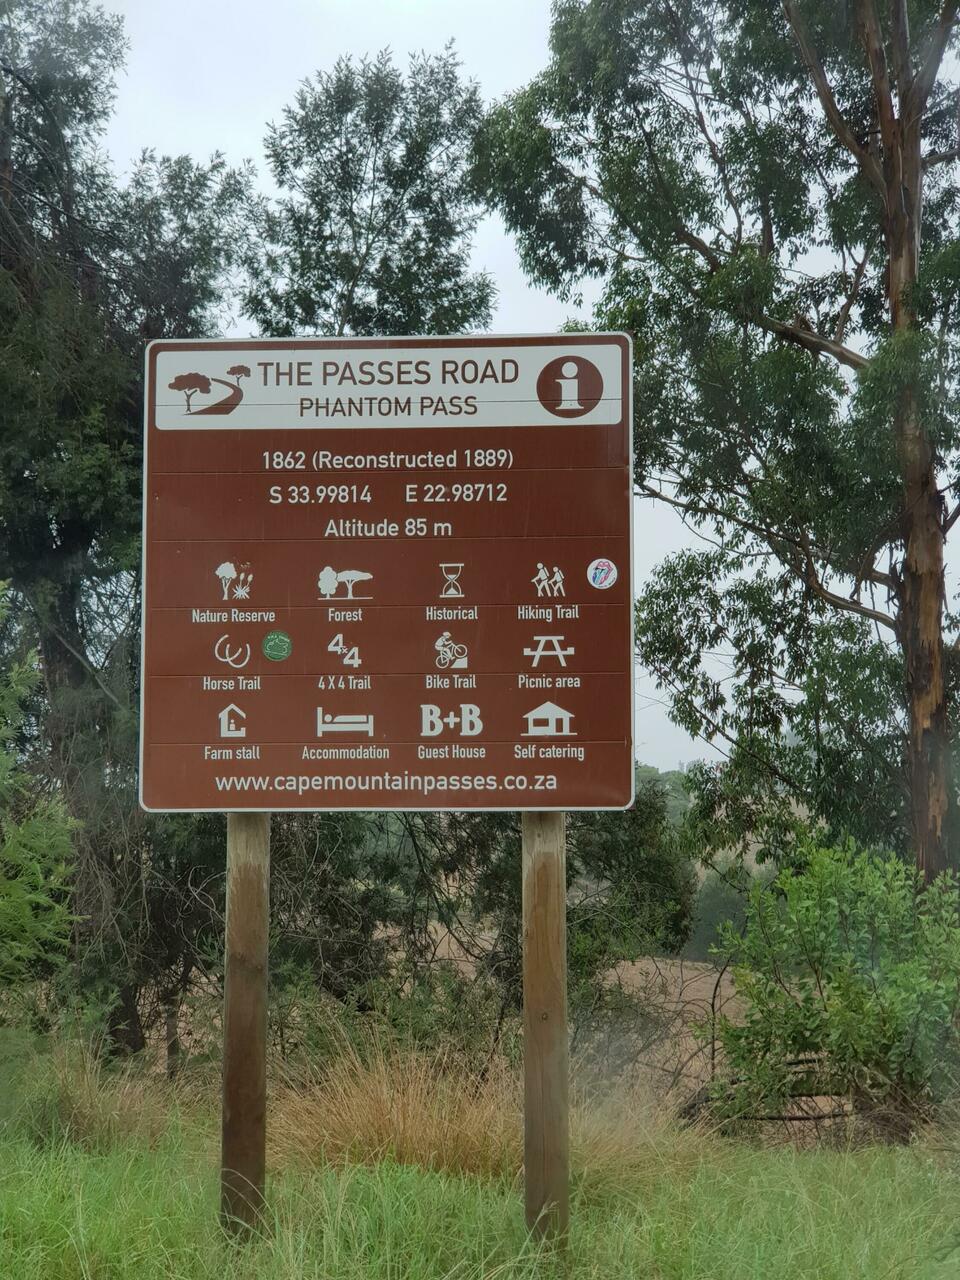 THE PASSES ROAD
PHANTOM PASS
i
1862 (Reconstructed 1889)
S 33.99814 E 22.98712
Altitude 85 m
Nature Reserve Forest Historical Hiking Trail
4x4
Horse Trail 4 X 4 Trail Bike Trail Picnic area
B+B
Farm stall Accommodation Guest House Self catering
www.capemountainpasses.co.za